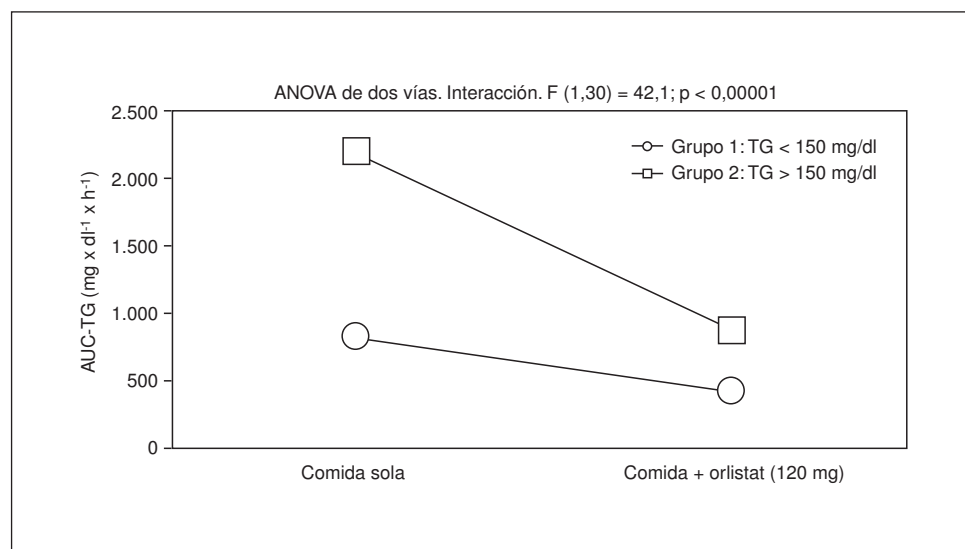 ANOVA de dos vías. Interacción. F (1,30) = 42,1; p < 0,00001
2.500
2.000
1.500
1.000
500
0
AUC-TG (mg x dl-1 x h-1)
Grupo 1: TG < 150 mg/dl
Grupo 2: TG > 150 mg/dl
Comida sola
Comida + orlistat (120 mg)